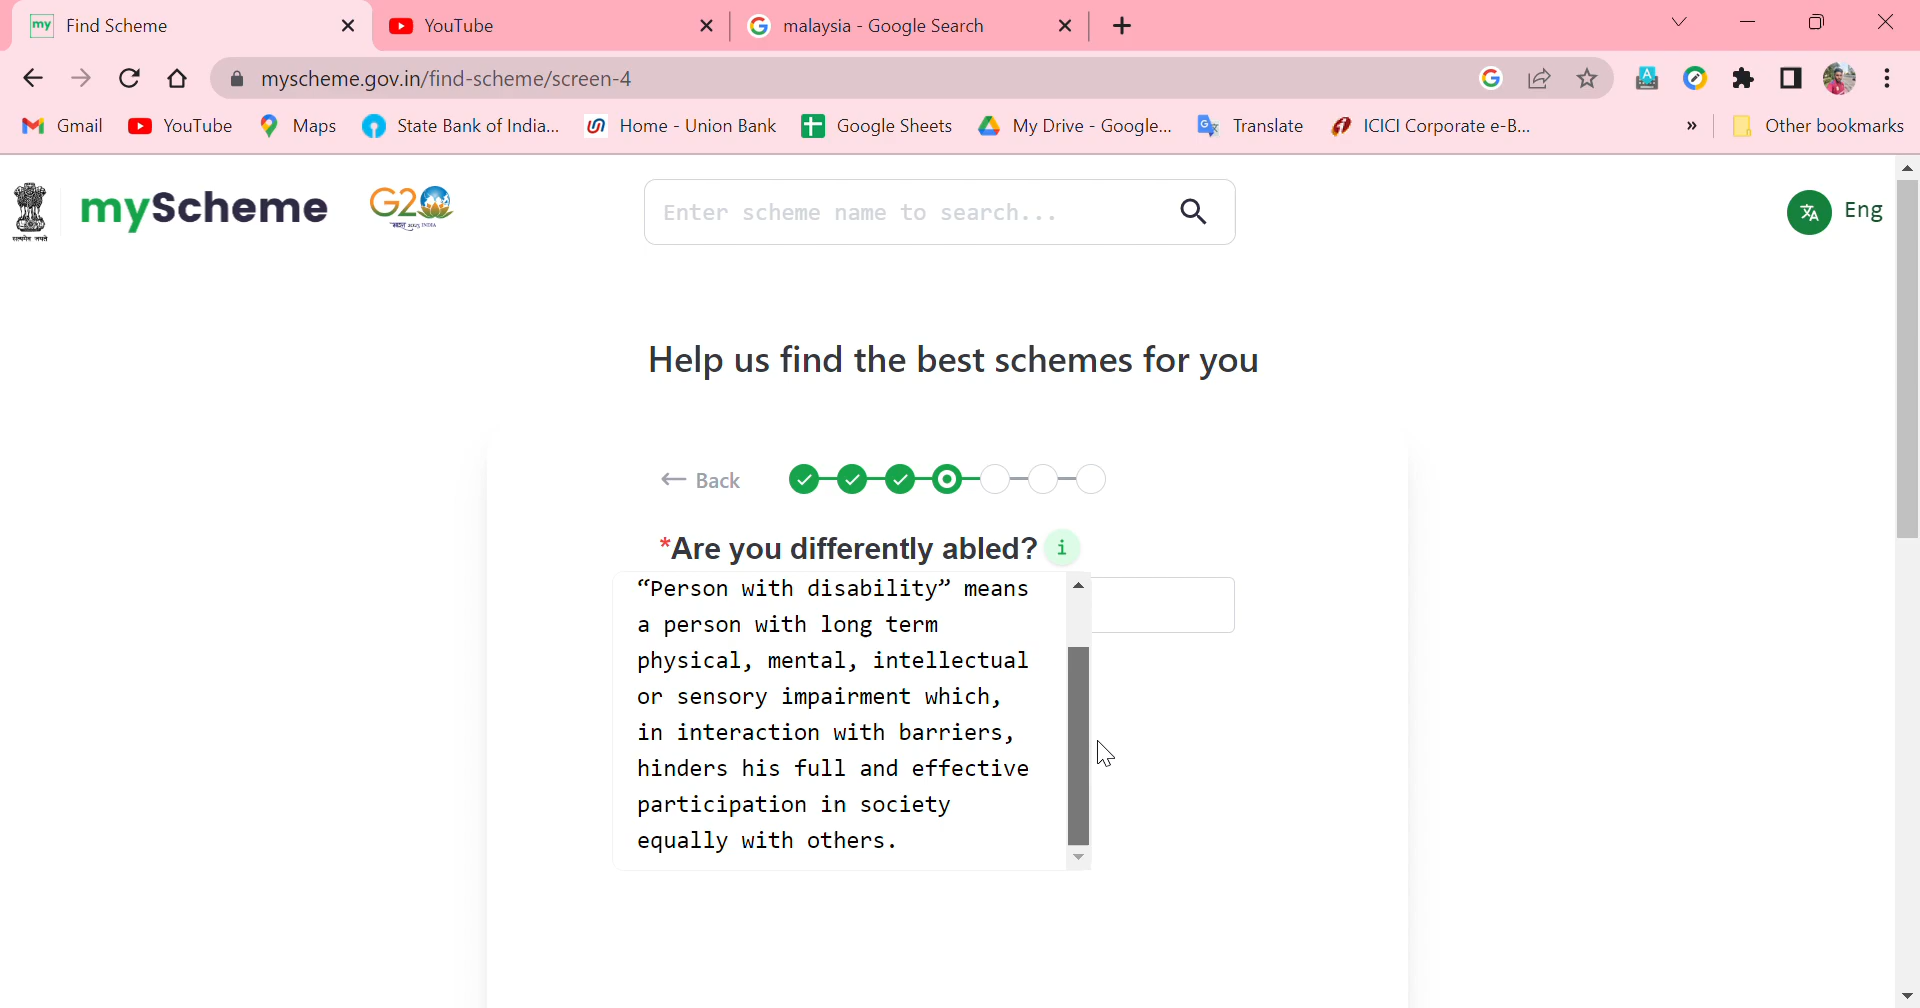 my Find Scheme
YouTube
malaysia - Google Search
myscheme.gov.in/find-scheme/screen-4
Gmail
YouTube
Maps
State Bank of India...
Home - Union Bank
Google Sheets
My Drive - Google...
Translate
ICICI Corporate e-B...
»
Other bookmarks
सत्यमेव जयते
myScheme
G20
Enter scheme name to search...
Eng
Help us find the best schemes for you
Back
*Are you differently abled? i
“Person with disability” means
a person with long term
physical, mental, intellectual
or sensory impairment which,
in interaction with barriers,
hinders his full and effective
participation in society
equally with others.